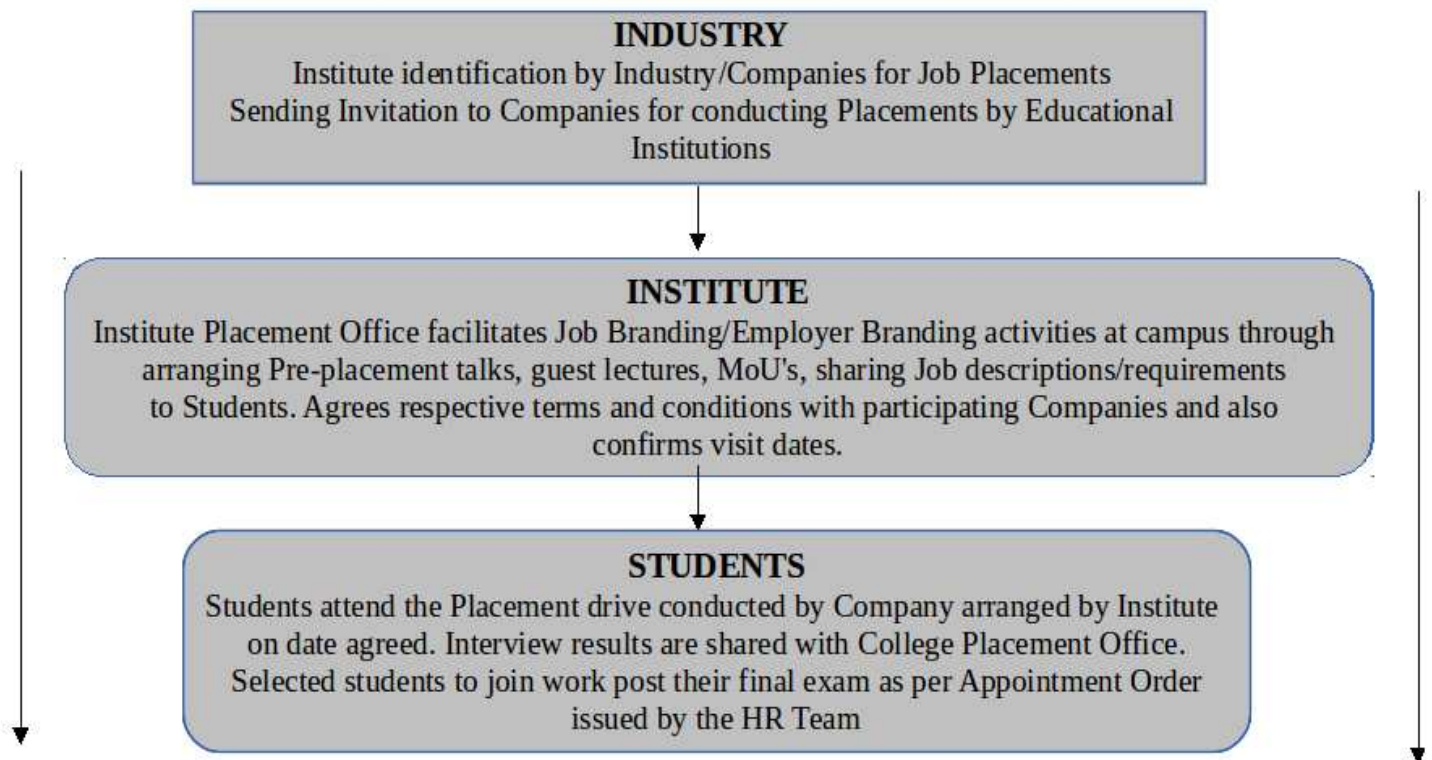 INDUSTRY
Institute identification by Industry/Companies for Job Placements
Sending Invitation to Companies for conducting Placements by Educational
Institutions
INSTITUTE
Institute Placement Office facilitates Job Branding/Employer Branding activities at campus through
arranging Pre-placement talks, guest lectures, MoU's, sharing Job descriptions/requirements
to Students. Agrees respective terms and conditions with participating Companies and also
confirms visit dates.
STUDENTS
Students attend the Placement drive conducted by Company arranged by Institute
on date agreed. Interview results are shared with College Placement Office.
Selected students to join work post their final exam as per Appointment Order
issued by the HR Team